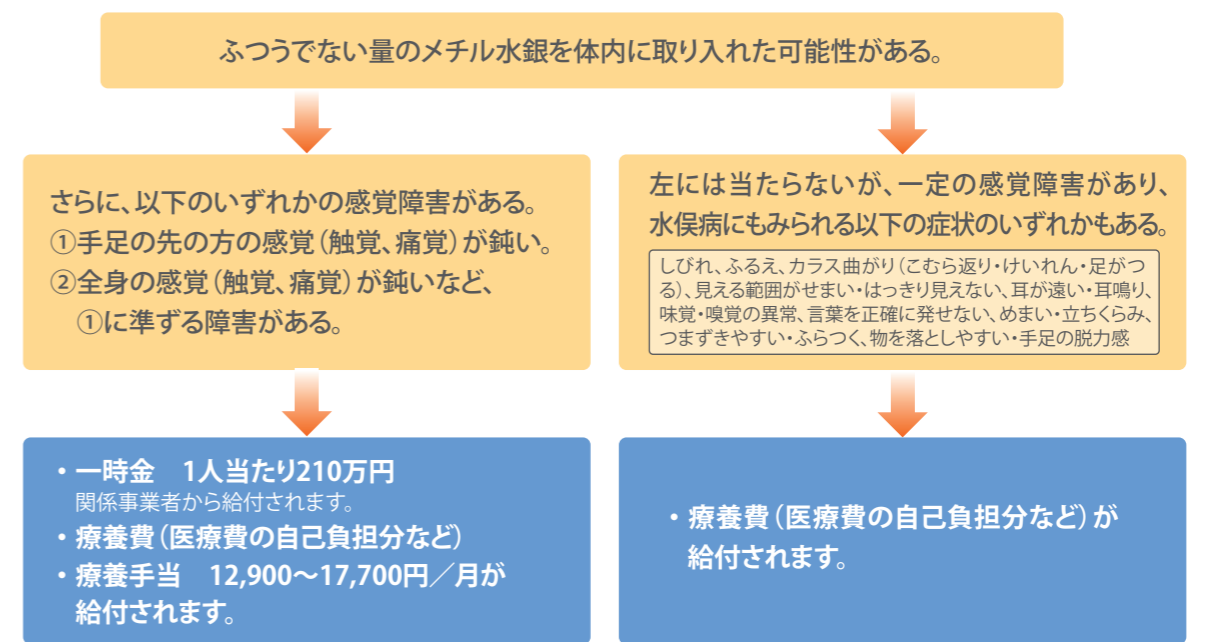 ふつうでない量のメチル水銀を体内に取り入れた可能性がある。
さらに、以下のいずれかの感覚障害がある。
①手足の先の方の感覚（触覚、痛覚）が鈍い。
②全身の感覚（触覚、痛覚）が鈍いなど、
①に準ずる障害がある。
左には当たらないが、一定の感覚障害があり、
水俣病にもみられる以下の症状のいずれかもある。
しびれ、ふるえ、カラス曲がり（こむら返り・けいれん・足がつ
る）、見える範囲がせまい・はっきり見えない、耳が遠い・耳鳴り、
味覚・嗅覚の異常、言葉を正確に発せない、めまい・立ちくらみ、
つまずきやすい・ふらつく、物を落としやすい・手足の脱力感
・一時金　1人当たり210万円
関係事業者から給付されます。
・療養費（医療費の自己負担分など）
・療養手当　12,900〜17,700円／月が
給付されます。
・療養費（医療費の自己負担分など）が
給付されます。